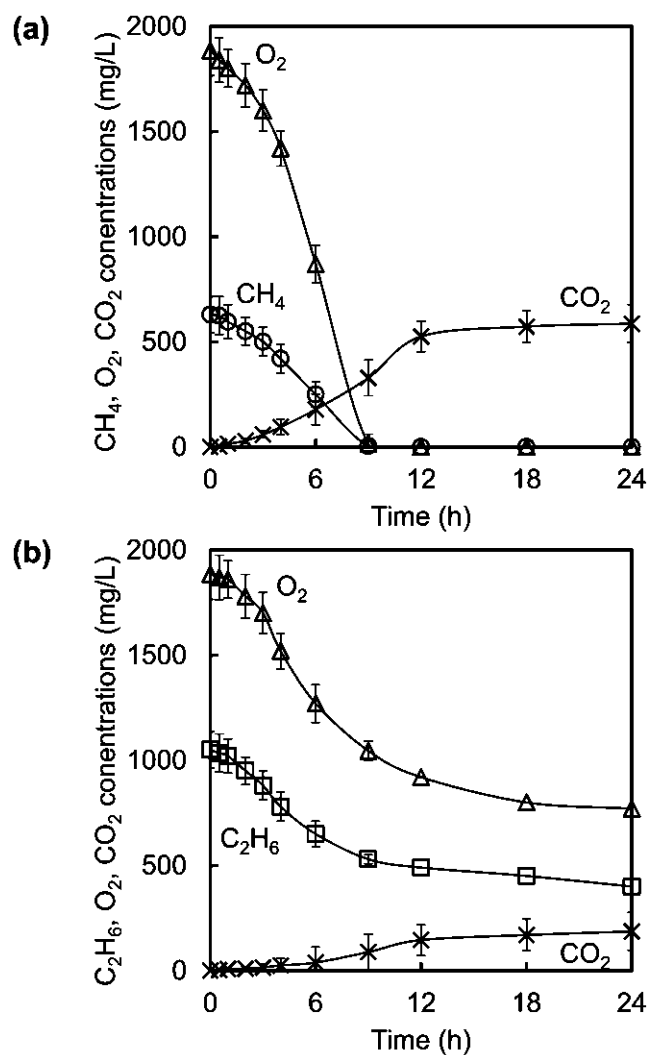 (a)
CH₄, O₂, CO₂ conentrations (mg/L)
2000
1500
1000
500
0
O₂
CH₄
CO₂
0 6 12 18 24
Time (h)
(b)
C₂H₆, O₂, CO₂ conentrations (mg/L)
2000
1500
1000
500
0
O₂
C₂H₆
CO₂
0 6 12 18 24
Time (h)